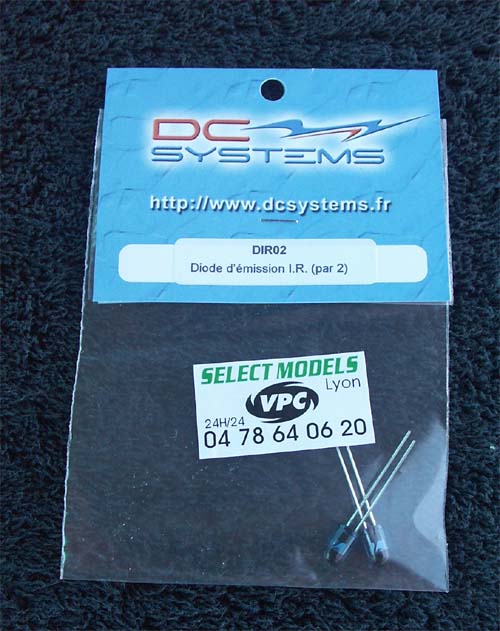 DC
SYSTEMS
http://www.dcsystems.fr
DIR02
Diode d'émission I.R. (par 2)
SELECT MODELS
VPC
Lyon
24H/24
04 78 64 06 20